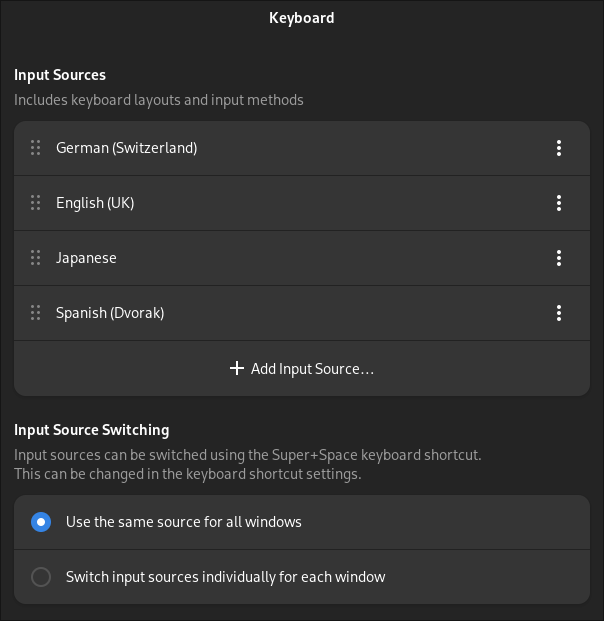 Keyboard
Input Sources
Includes keyboard layouts and input methods
German (Switzerland)
English (UK)
Japanese
Spanish (Dvorak)
Add Input Source…
Input Source Switching
Input sources can be switched using the Super+Space keyboard shortcut.
This can be changed in the keyboard shortcut settings.
Use the same source for all windows
Switch input sources individually for each window